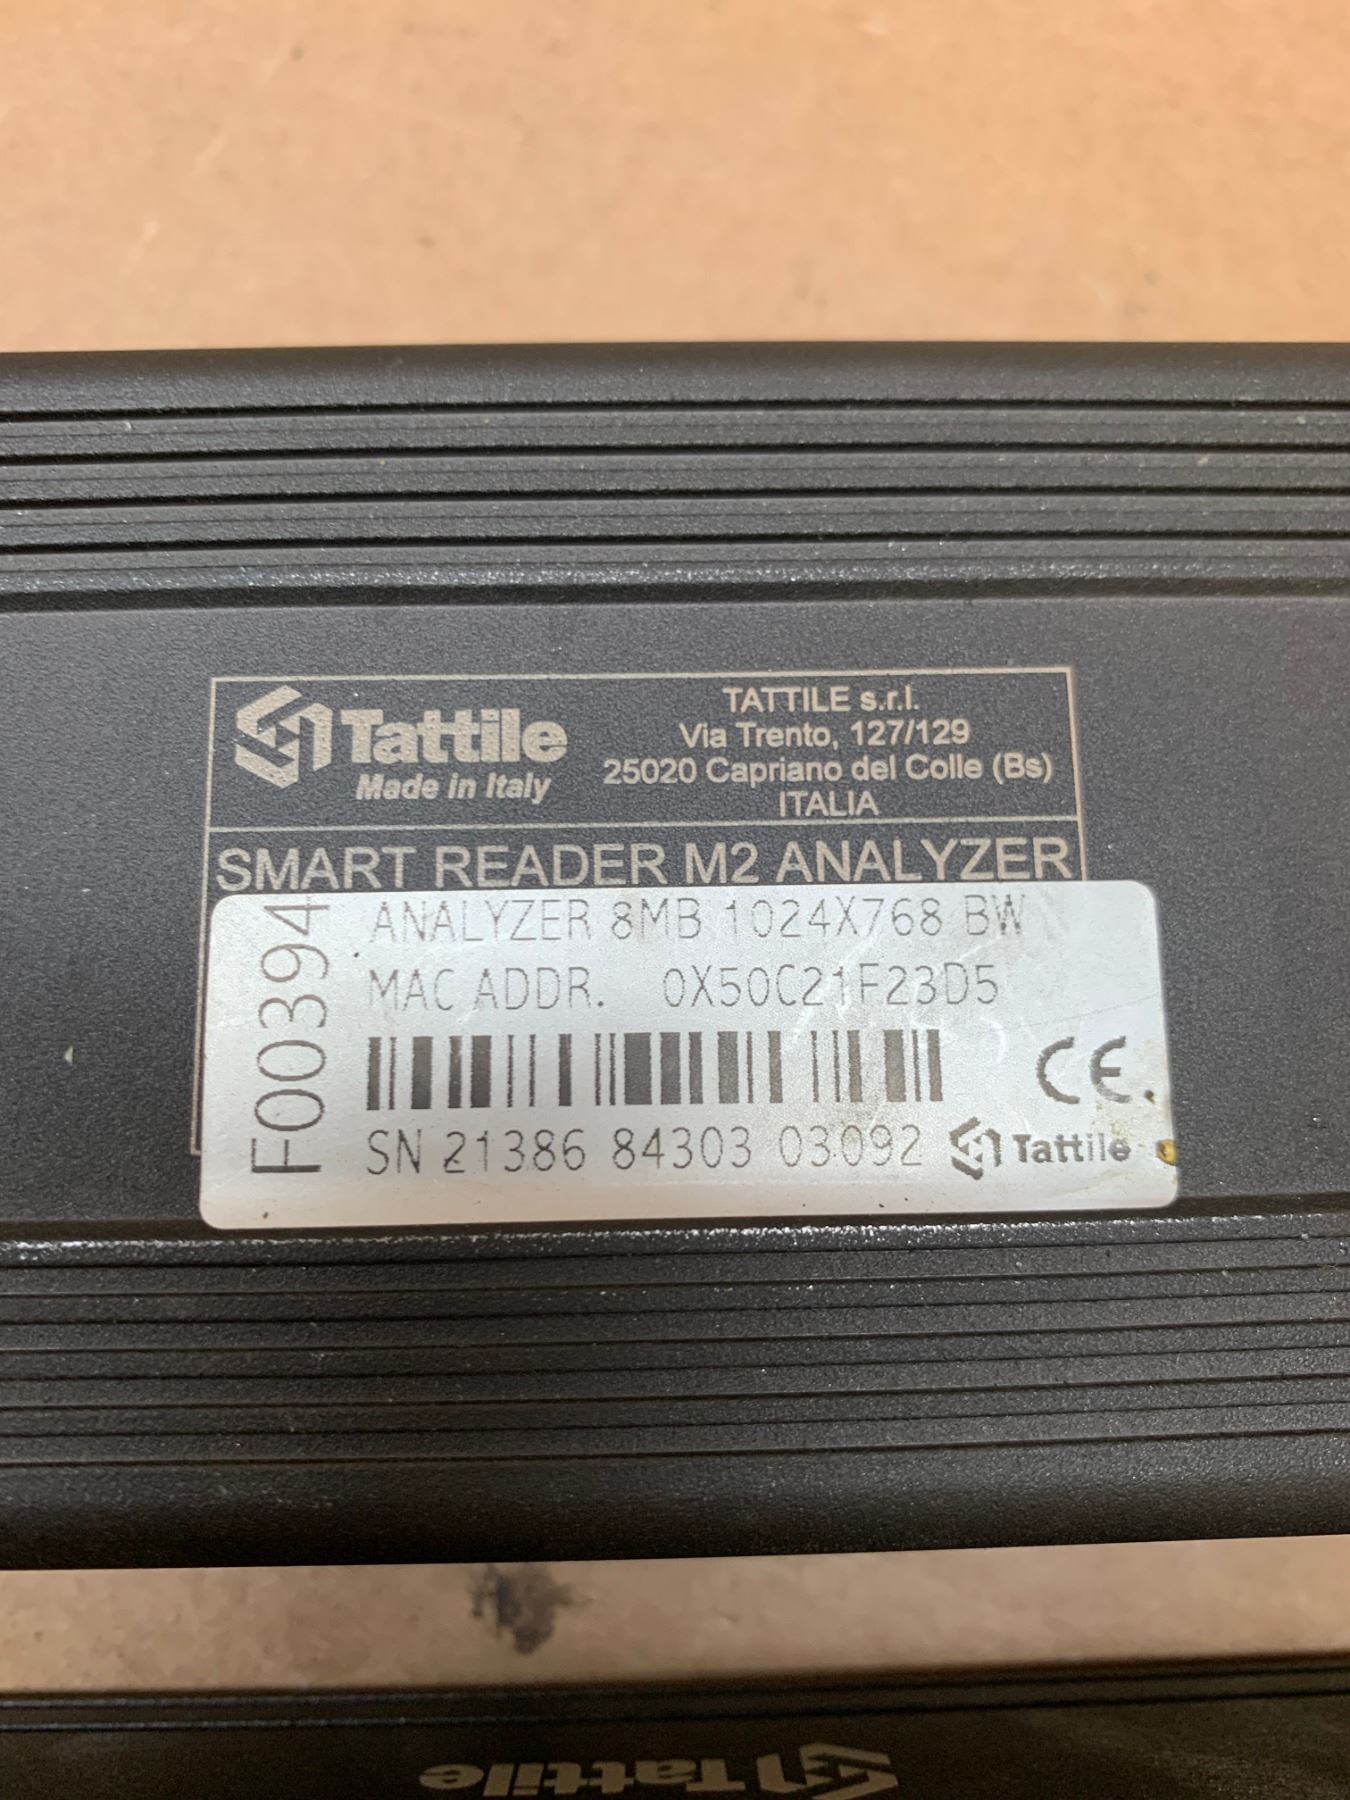 Tattile
Made in Italy
TATTILE s.r.l.
Via Trento, 127/129
25020 Capriano del Colle (Bs)
ITALIA
SMART READER M2 ANALYZER
F00394
ANALYZER 8MB 1024X768 BW
MAC ADDR. 0X50C21F23D5
CE
SN 21386 84303 03092
Tattile
Tattile